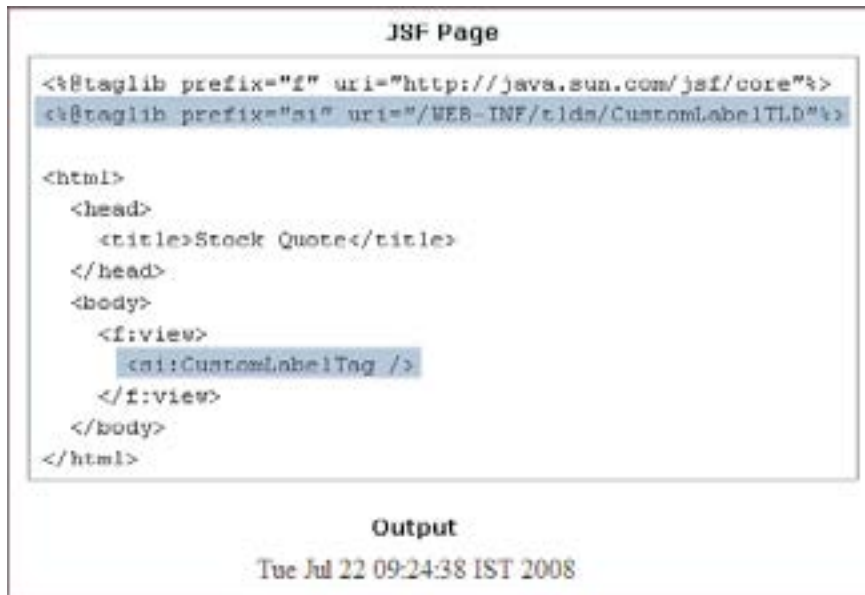 JSF Page
<%@taglib prefix="f" uri="http://java.sun.com/jsf/core"%>
<%@taglib prefix="si" uri="/WEB-INF/tlds/CustomLabelTLD"%>
<html>
<head>
<title>Stock Quote</title>
</head>
<body>
<f:view>
<si:CustomLabelTag />
</f:view>
</body>
</html>
Output
Tue Jul 22 09:24:38 IST 2008